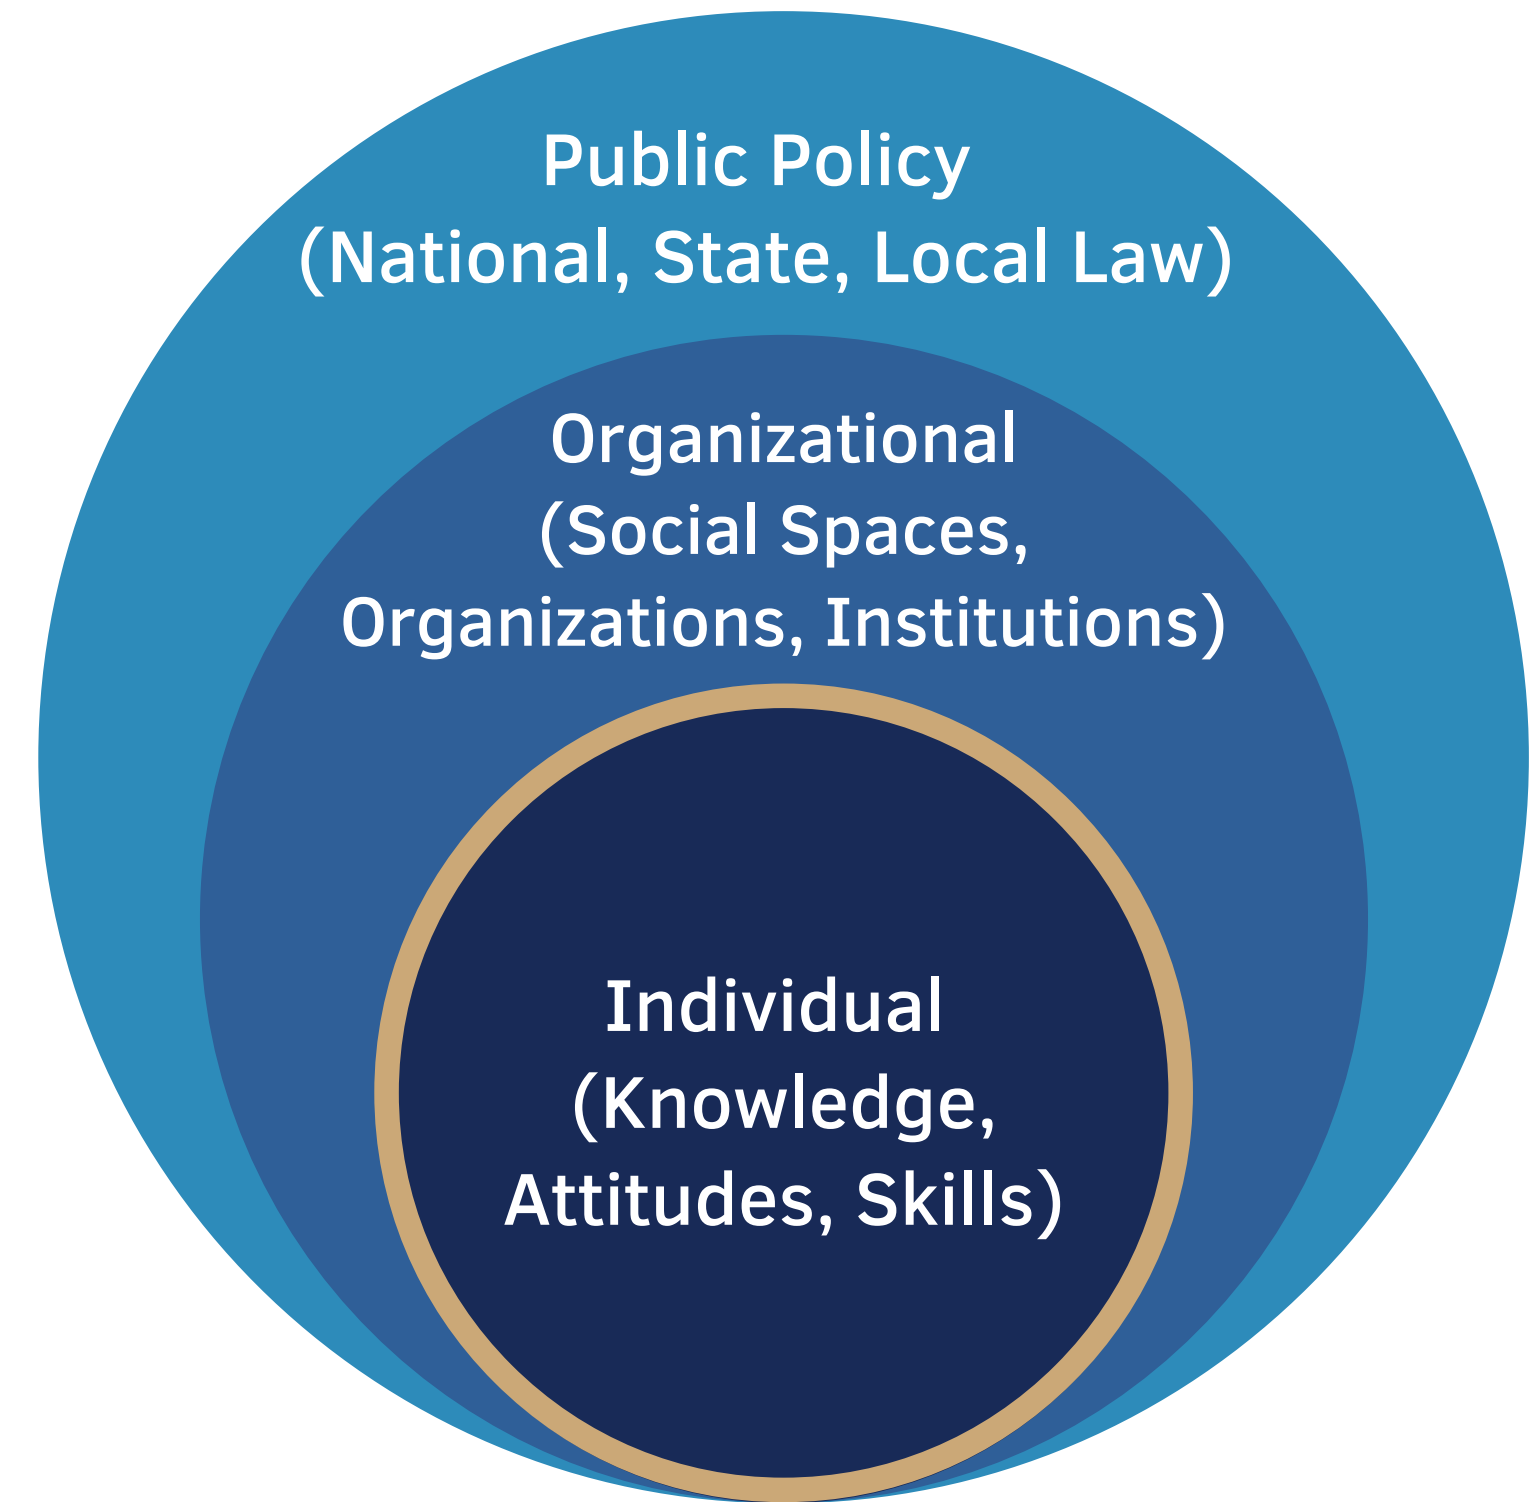 Public Policy
(National, State, Local Law)
Organizational
(Social Spaces,
Organizations, Institutions)
Individual
(Knowledge,
Attitudes, Skills)